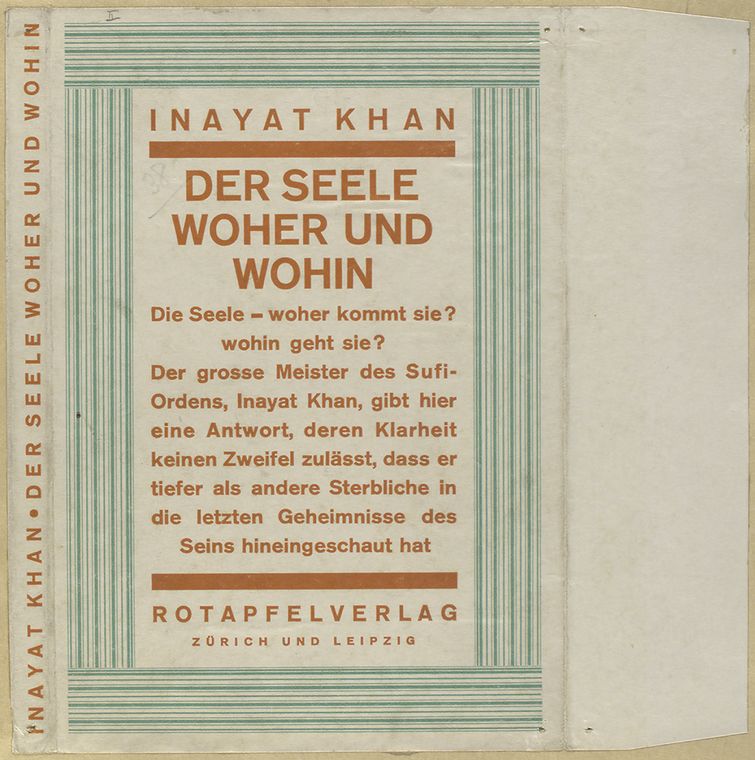 INAYAT KHAN • DER SEELE WOHER UND WOHIN
II
INAYAT KHAN
38
DER SEELE
WOHER UND
WOHIN
Die Seele – woher kommt sie?
wohin geht sie?
Der grosse Meister des Sufi-
Ordens, Inayat Khan, gibt hier
eine Antwort, deren Klarheit
keinen Zweifel zulässt, dass er
tiefer als andere Sterbliche in
die letzten Geheimnisse des
Seins hineingeschaut hat
ROTAPFELVERLAG
ZÜRICH UND LEIPZIG